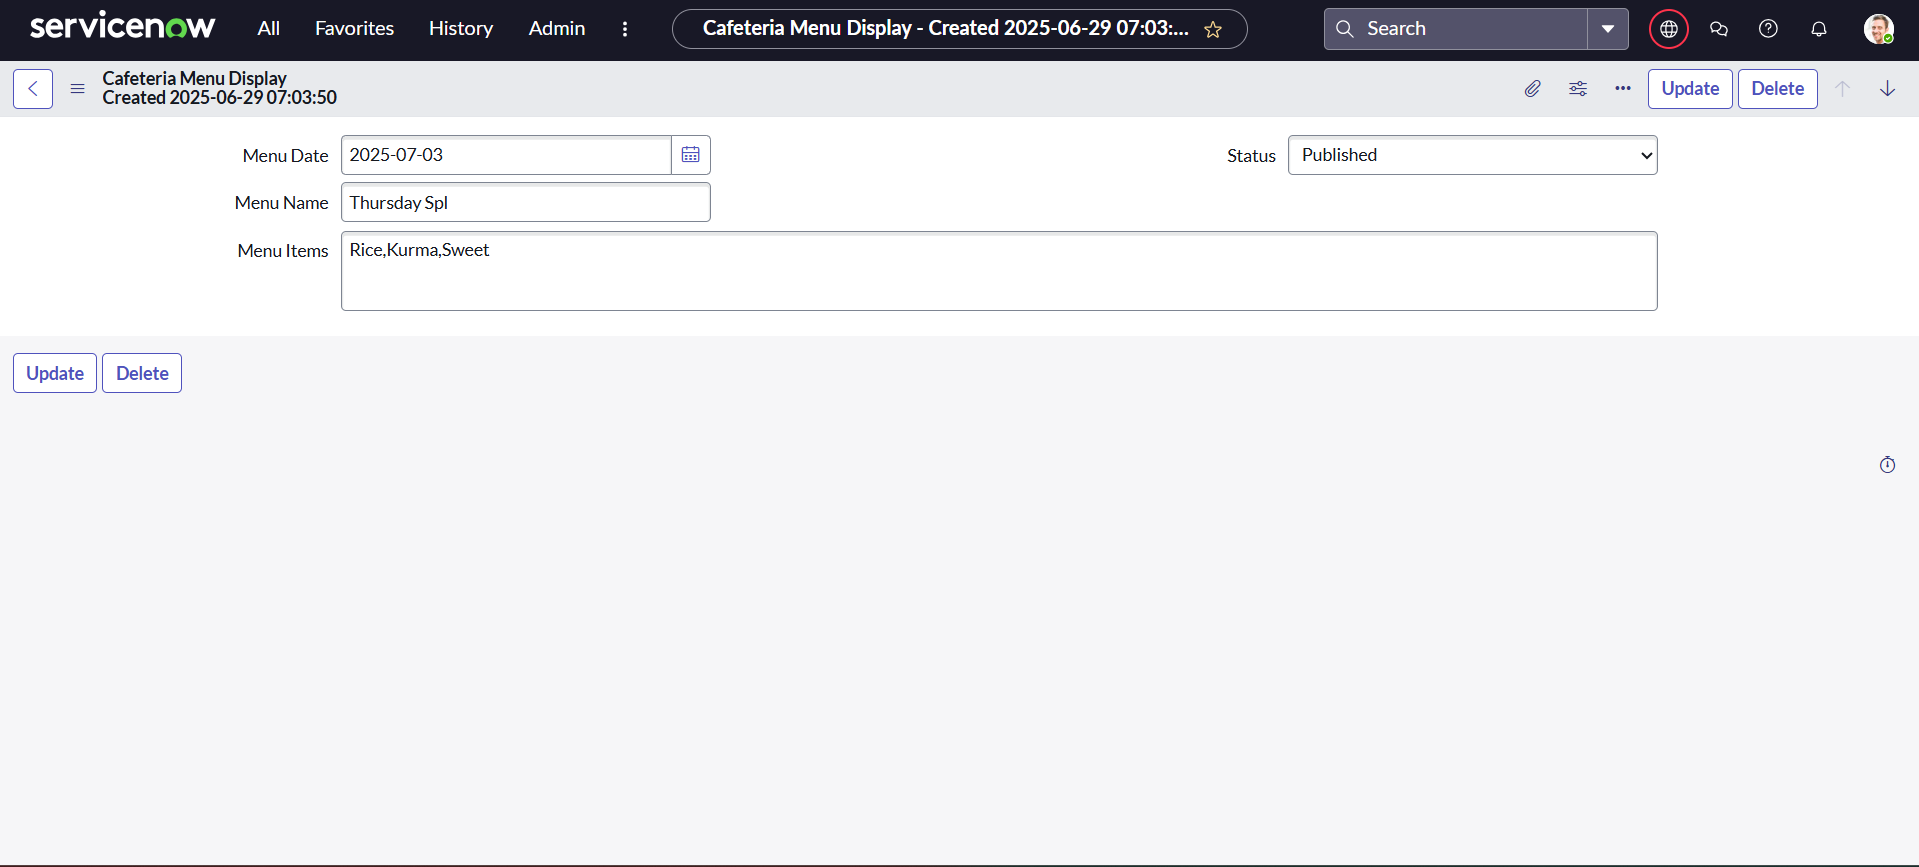 servicenow All Favorites History Admin Cafeteria Menu Display - Created 2025-06-29 07:03:... Search
Cafeteria Menu Display
Created 2025-06-29 07:03:50
Update Delete
Menu Date 2025-07-03 Status Published
Menu Name Thursday Spl
Menu Items Rice,Kurma,Sweet
Update Delete